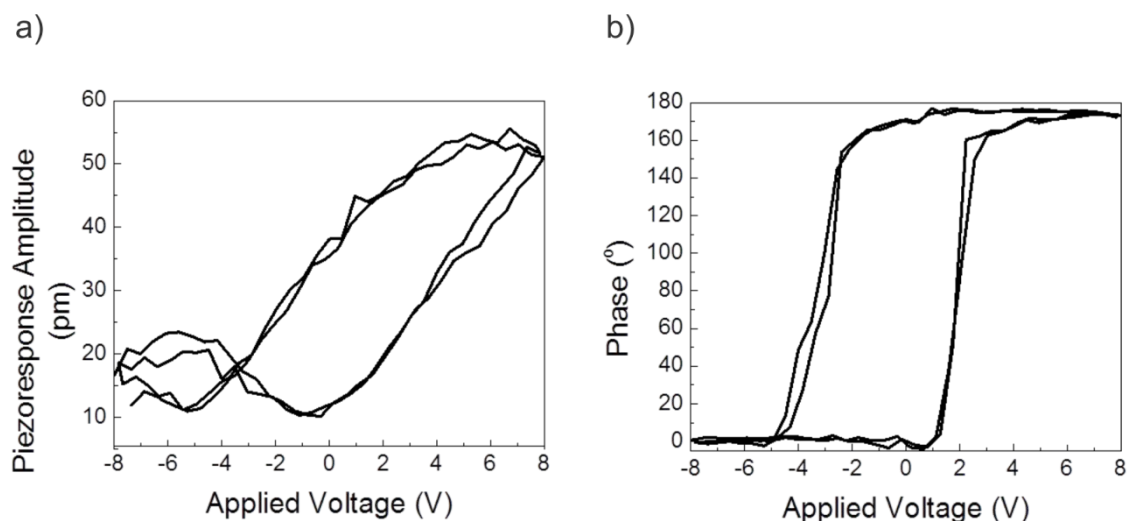 a)
b)
Piezoresponse Amplitude
(pm)
60
50
40
30
20
10
-8 -6 -4 -2 0 2 4 6 8
Applied Voltage (V)
Phase (º)
180
160
140
120
100
80
60
40
20
0
-8 -6 -4 -2 0 2 4 6 8
Applied Voltage (V)